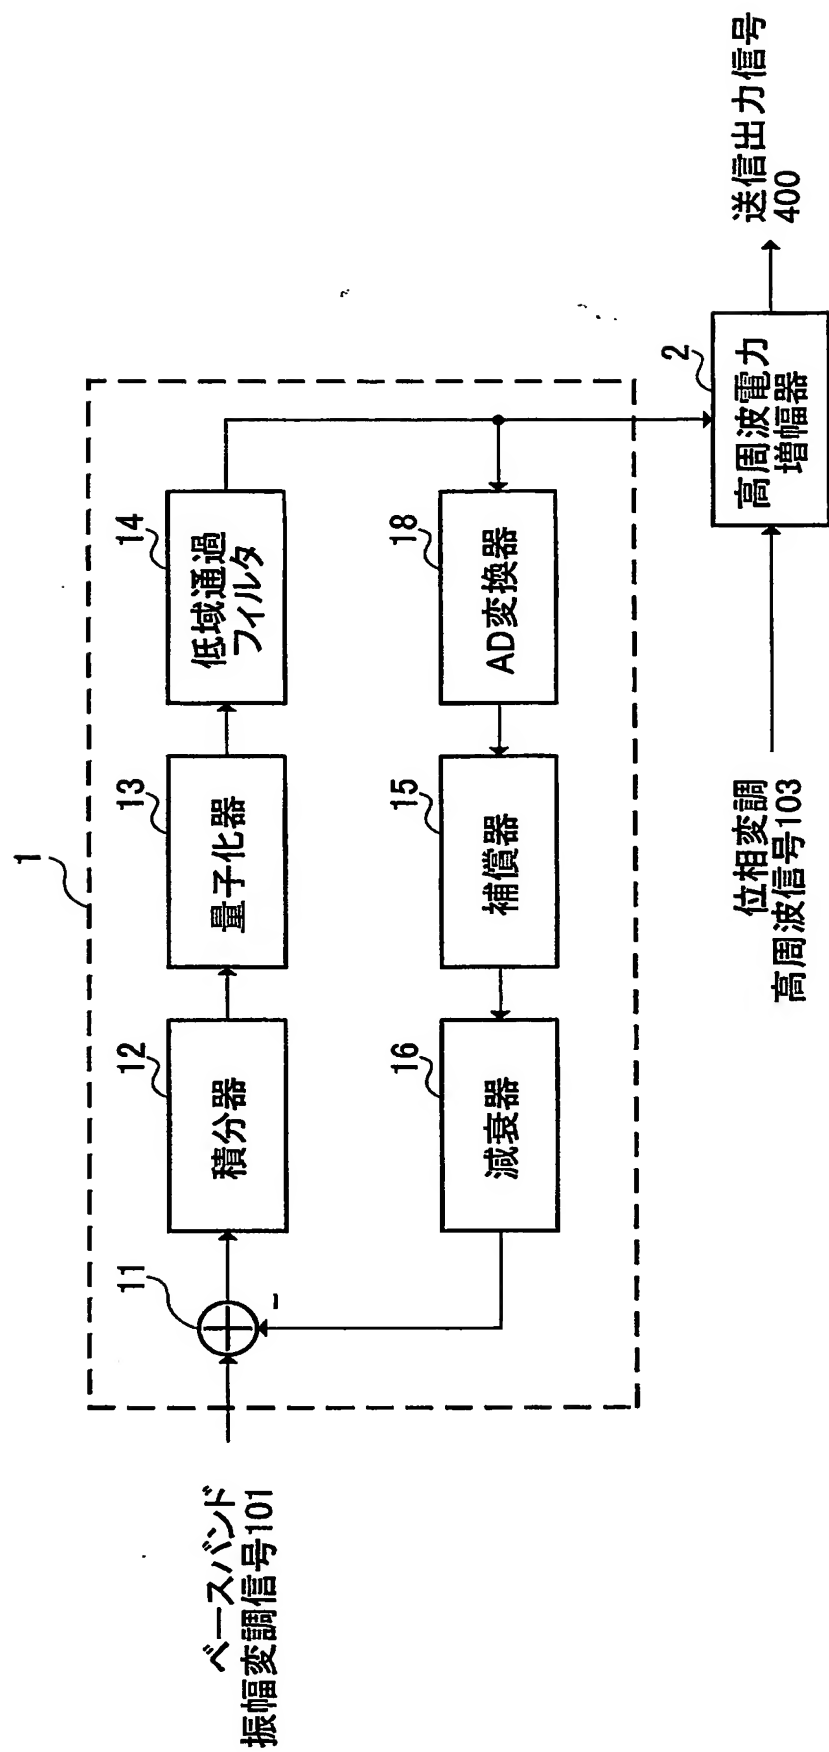 1
ベースバンド
振幅変調信号101
11
12
積分器
13
量子化器
14
低域通過
フィルタ
-
16
減衰器
15
補償器
18
AD変換器
2
高周波電力
増幅器
位相変調
高周波信号103
送信出力信号
400